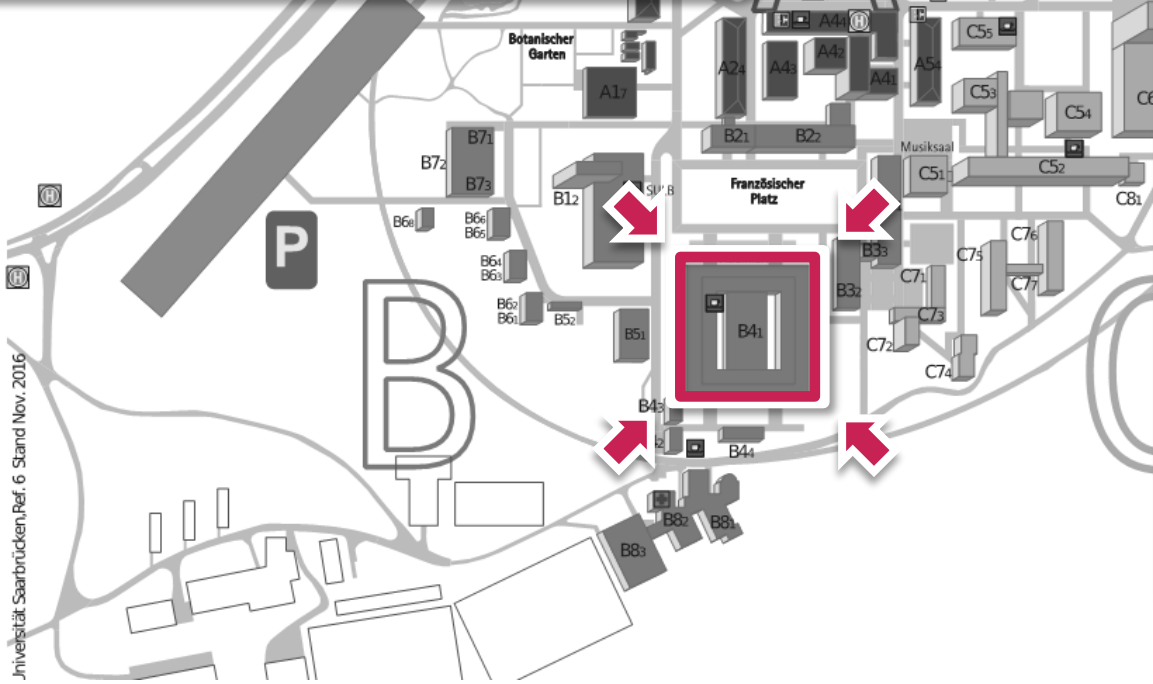 Botanischer
Garten
A1₇
A2₄
A4₄
H
A4₂
A4₃
A4₁
A5₄
C5₅
C5₃
C5₄
C6
B7₁
B7₂
B7₃
B2₁
B2₂
Musiksaal
C5₁
C5₂
C8₁
B1₂
Französischer
Platz
H
P
B6₈
B6₆
B6₅
B6₄
B6₃
B6₂
B6₁
B5₂
B5₁
B3₃
B3₂
C7₁
C7₅
C7₆
C7₇
C7₃
C7₂
C7₄
H
B
B4₁
B4₃
B4₄
B8₂
B8₁
B8₃
Universität Saarbrücken,Ref. 6 Stand Nov. 2016